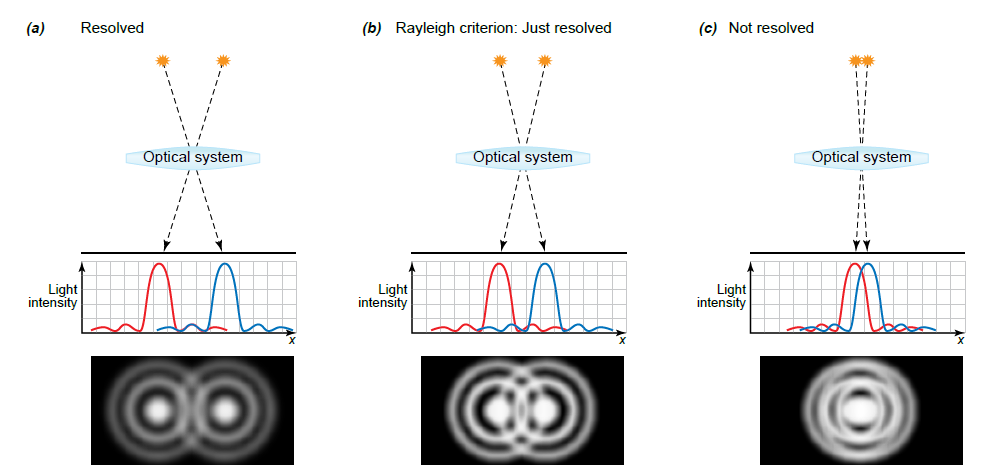 (a) Resolved
Optical system
Light
intensity
x
(b) Rayleigh criterion: Just resolved
Optical system
Light
intensity
x
(c) Not resolved
Optical system
Light
intensity
x